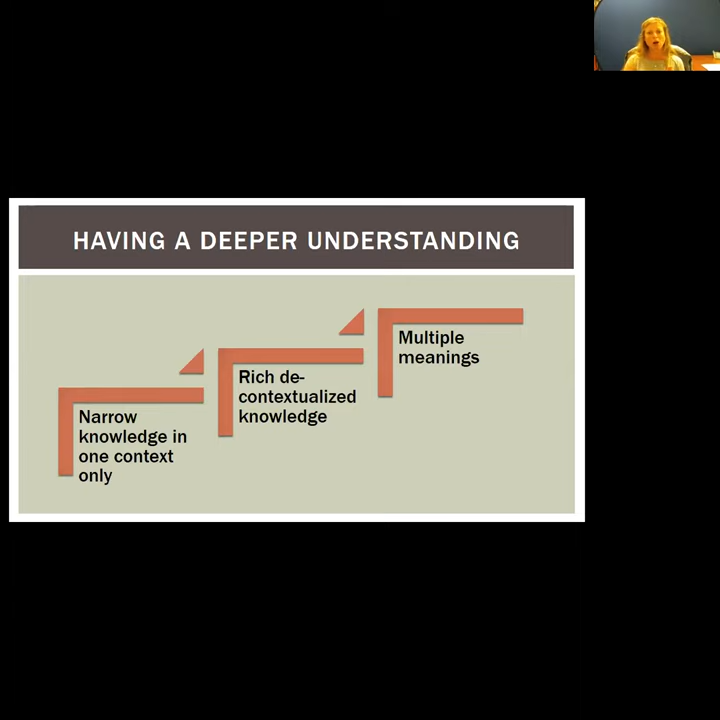 HAVING A DEEPER UNDERSTANDING
Narrow
knowledge in
one context
only
Rich de-
contextualized
knowledge
Multiple
meanings